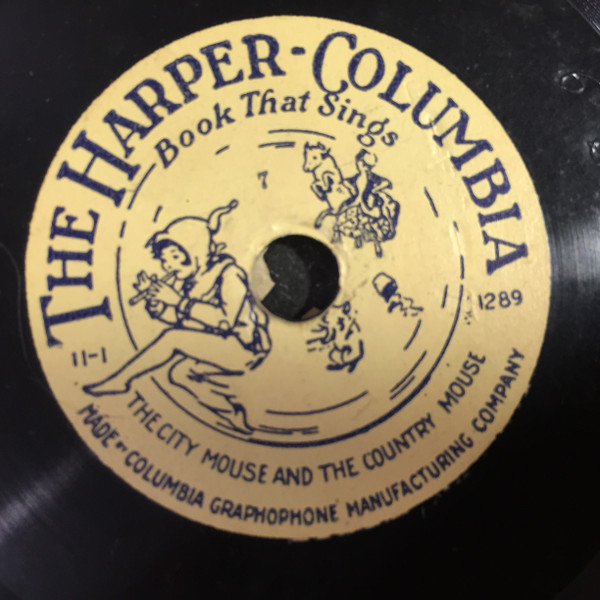 THE HARPER-COLUMBIA
Book That Sings
7
1289
11-1
THE CITY MOUSE AND THE COUNTRY MOUSE
MADE BY COLUMBIA GRAPHOPHONE MANUFACTURING COMPANY